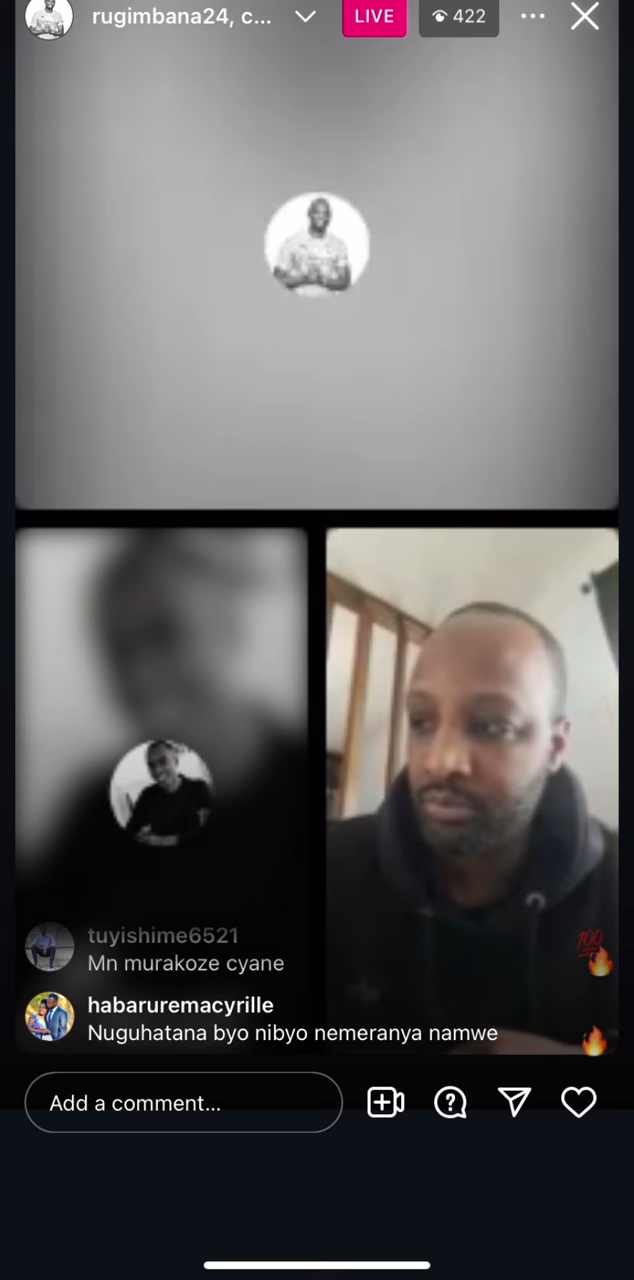 rugimbana24, c...
LIVE
422
tuyishime6521
Mn murakoze cyane
habaruremacyrille
Nuguhatana byo nibyo nemeranya namwe
Add a comment...